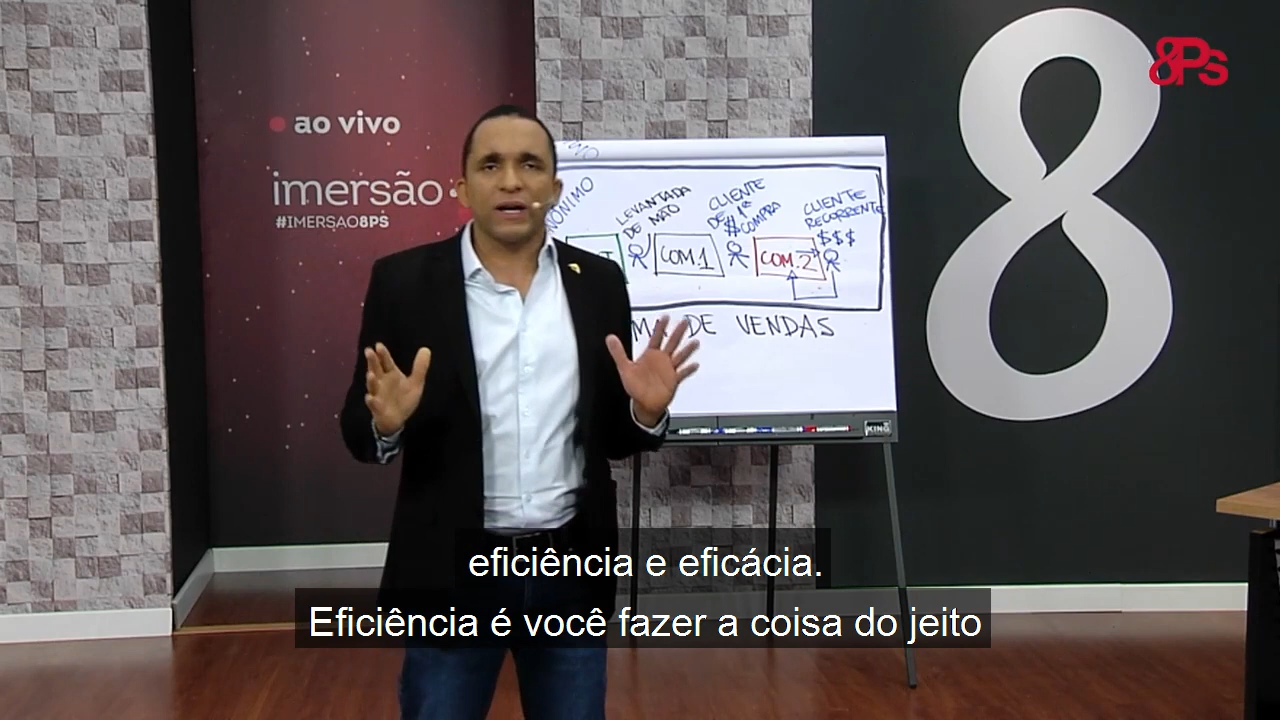 8Ps
8
ao vivo
imersão
#IMERSAO8PS
LEVANTADA
DE MÃO
CLIENTE
DE 1ª
$ COMPRA
CLIENTE
RECORRENTE
$$$
COM.1
COM.2
DE VENDAS
KING
eficiência e eficácia.
Eficiência é você fazer a coisa do jeito